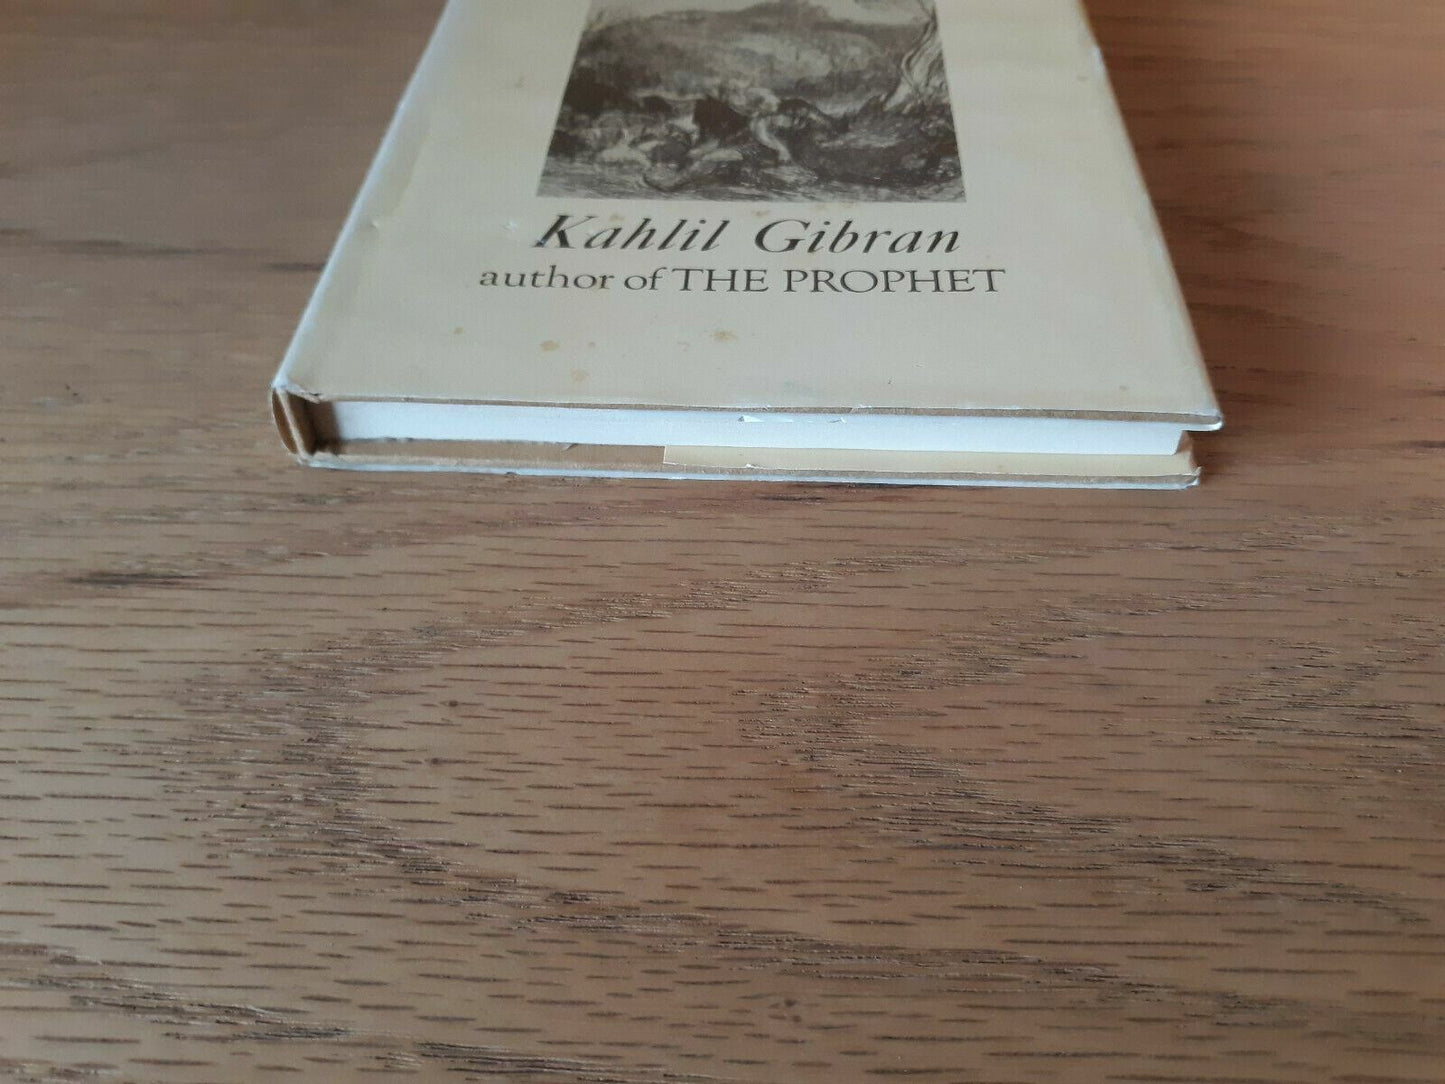 Kahlil Gibran
author of THE PROPHET